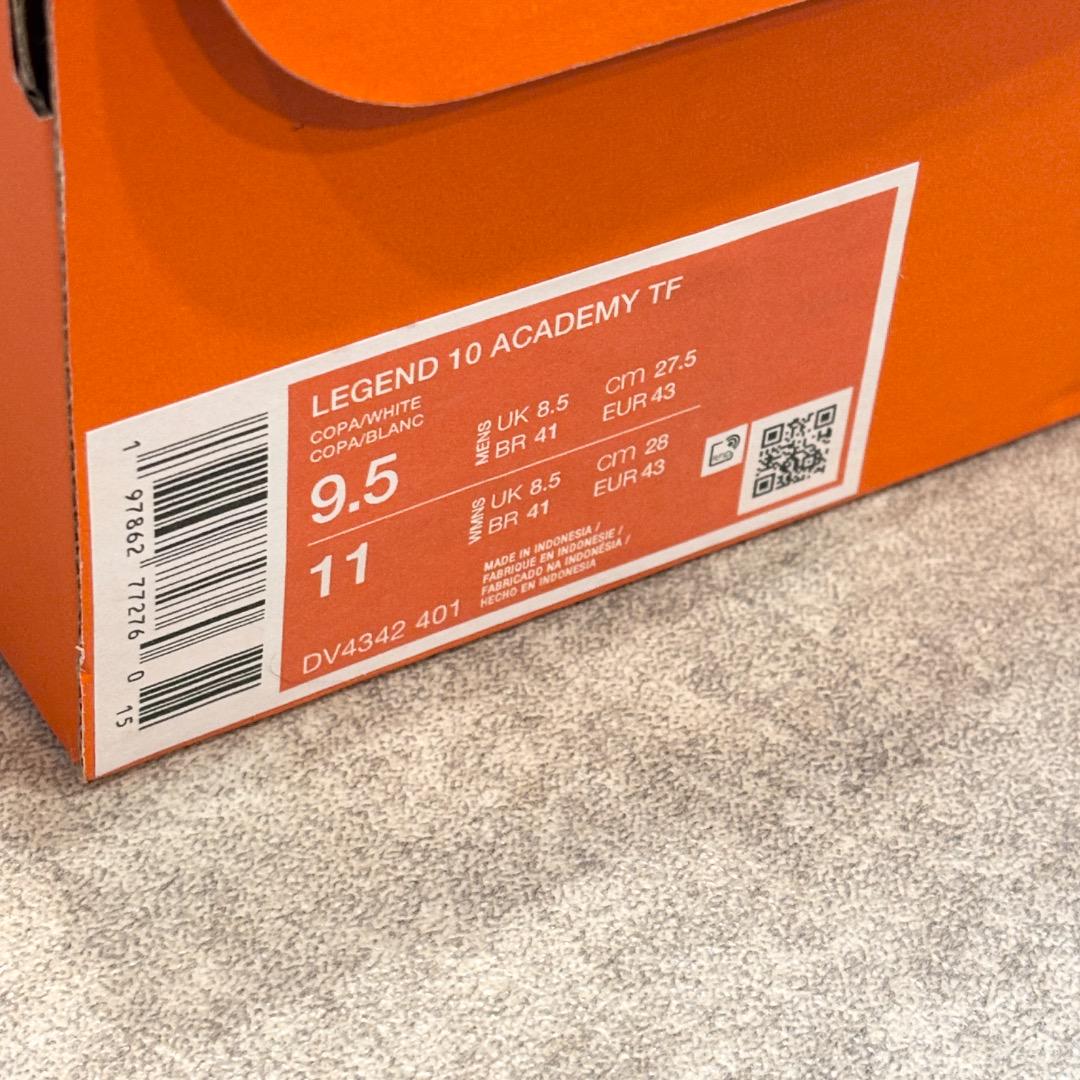 LEGEND 10 ACADEMY TF
COPA/WHITE
COPA/BLANC
9.5
MENS
UK 8.5 cm 27.5
BR 41 EUR 43
11
WMNS
UK 8.5 cm 28
BR 41 EUR 43
MADE IN INDONESIA /
FABRIQUE EN INDONESIE /
FABRICADO NA INDONÉSIA /
HECHO EN INDONESIA
DV4342 401
1 97862 77276 0 15